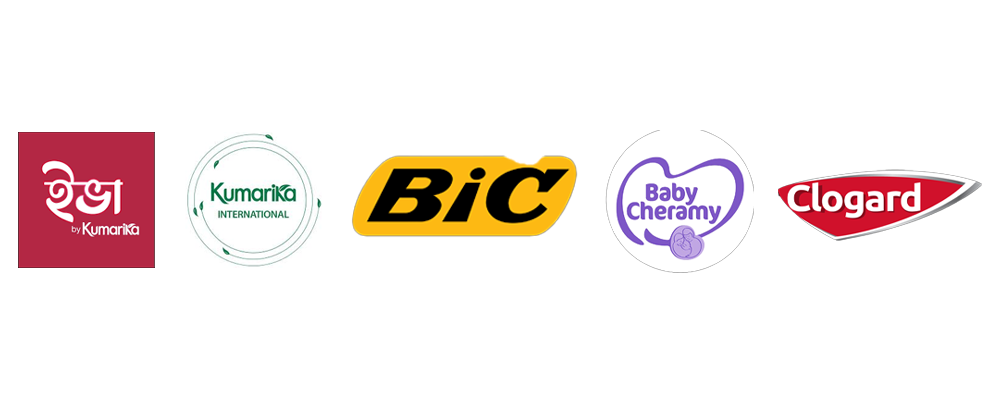 ইভা
by Kumarika
Kumarika
INTERNATIONAL
BiC
Baby
Cheramy
Clogard